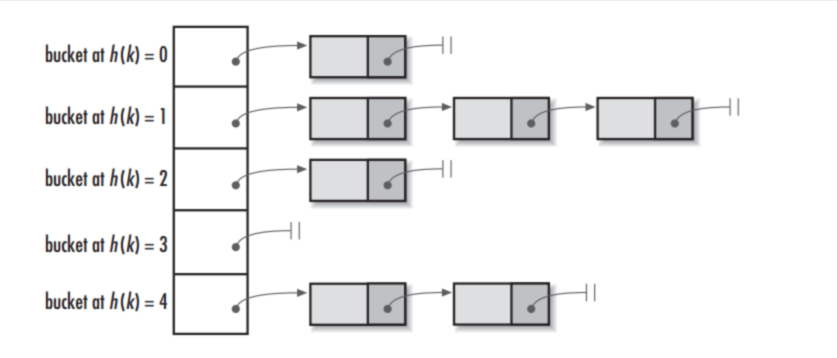 bucket at h(k) = 0
bucket at h(k) = 1
bucket at h(k) = 2
bucket at h(k) = 3
bucket at h(k) = 4